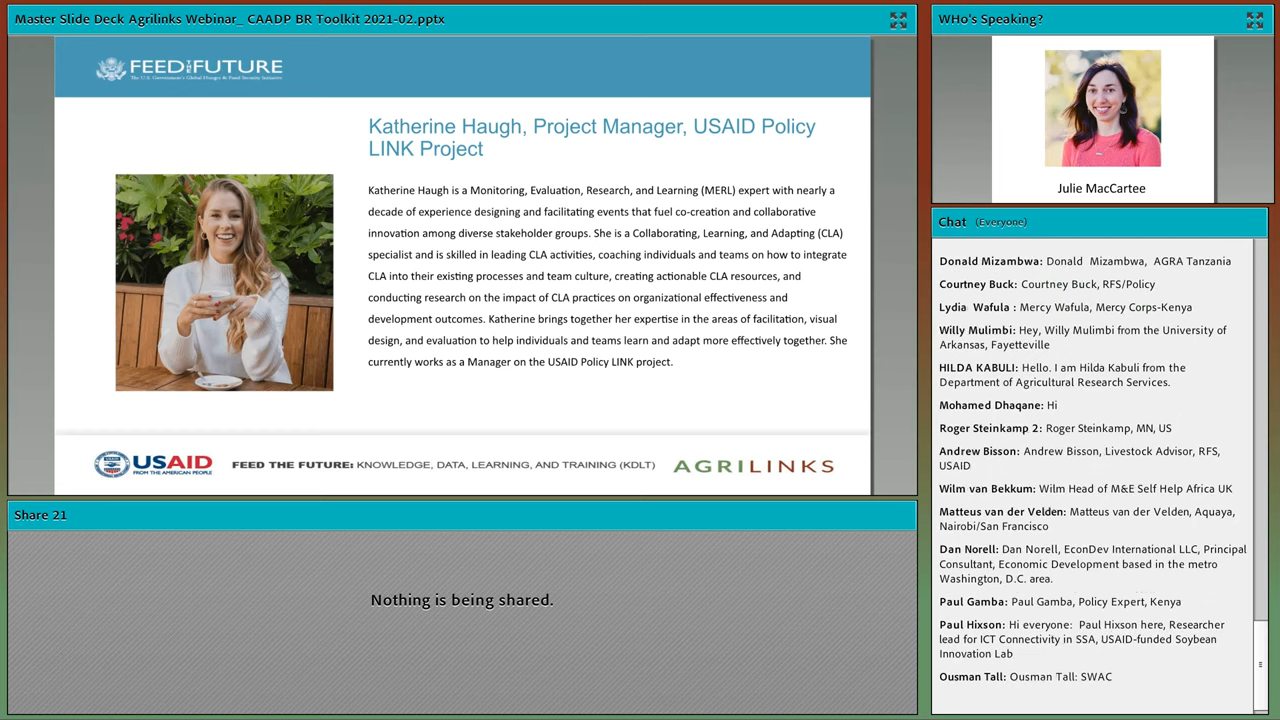 Master Slide Deck Agrilinks Webinar_ CAADP BR Toolkit 2021-02.pptx
FEED THE FUTURE
The U.S. Government's Global Hunger & Food Security Initiative
Katherine Haugh, Project Manager, USAID Policy
LINK Project
Katherine Haugh is a Monitoring, Evaluation, Research, and Learning (MERL) expert with nearly a
decade of experience designing and facilitating events that fuel co-creation and collaborative
innovation among diverse stakeholder groups. She is a Collaborating, Learning, and Adapting (CLA)
specialist and is skilled in leading CLA activities, coaching individuals and teams on how to integrate
CLA into their existing processes and team culture, creating actionable CLA resources, and
conducting research on the impact of CLA practices on organizational effectiveness and
development outcomes. Katherine brings together her expertise in the areas of facilitation, visual
design, and evaluation to help individuals and teams learn and adapt more effectively together. She
currently works as a Manager on the USAID Policy LINK project.
USAID
FROM THE AMERICAN PEOPLE
FEED THE FUTURE: KNOWLEDGE, DATA, LEARNING, AND TRAINING (KDLT)
AGRILINKS
Share 21
Nothing is being shared.
WHo's Speaking?
Julie MacCartee
Chat (Everyone)
Donald Mizambwa: Donald Mizambwa, AGRA Tanzania
Courtney Buck: Courtney Buck, RFS/Policy
Lydia Wafula : Mercy Wafula, Mercy Corps-Kenya
Willy Mulimbi: Hey, Willy Mulimbi from the University of
Arkansas, Fayetteville
HILDA KABULI: Hello. I am Hilda Kabuli from the
Department of Agricultural Research Services.
Mohamed Dhaqane: Hi
Roger Steinkamp 2: Roger Steinkamp, MN, US
Andrew Bisson: Andrew Bisson, Livestock Advisor, RFS,
USAID
Wilm van Bekkum: Wilm Head of M&E Self Help Africa UK
Matteus van der Velden: Matteus van der Velden, Aquaya,
Nairobi/San Francisco
Dan Norell: Dan Norell, EconDev International LLC, Principal
Consultant, Economic Development based in the metro
Washington, D.C. area.
Paul Gamba: Paul Gamba, Policy Expert, Kenya
Paul Hixson: Hi everyone: Paul Hixson here, Researcher
lead for ICT Connectivity in SSA, USAID-funded Soybean
Innovation Lab
Ousman Tall: Ousman Tall: SWAC